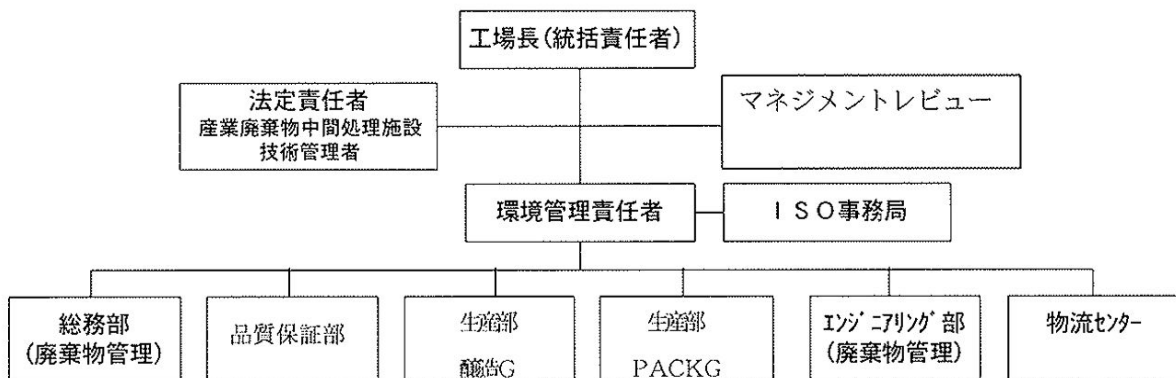 工場長(統括責任者)
法定責任者
産業廃棄物中間処理施設
技術管理者
マネジメントレビュー
環境管理責任者
ISO事務局
総務部
(廃棄物管理)
品質保証部
生産部
醸造G
生産部
PACKG
エンジニアリング部
(廃棄物管理)
物流センター